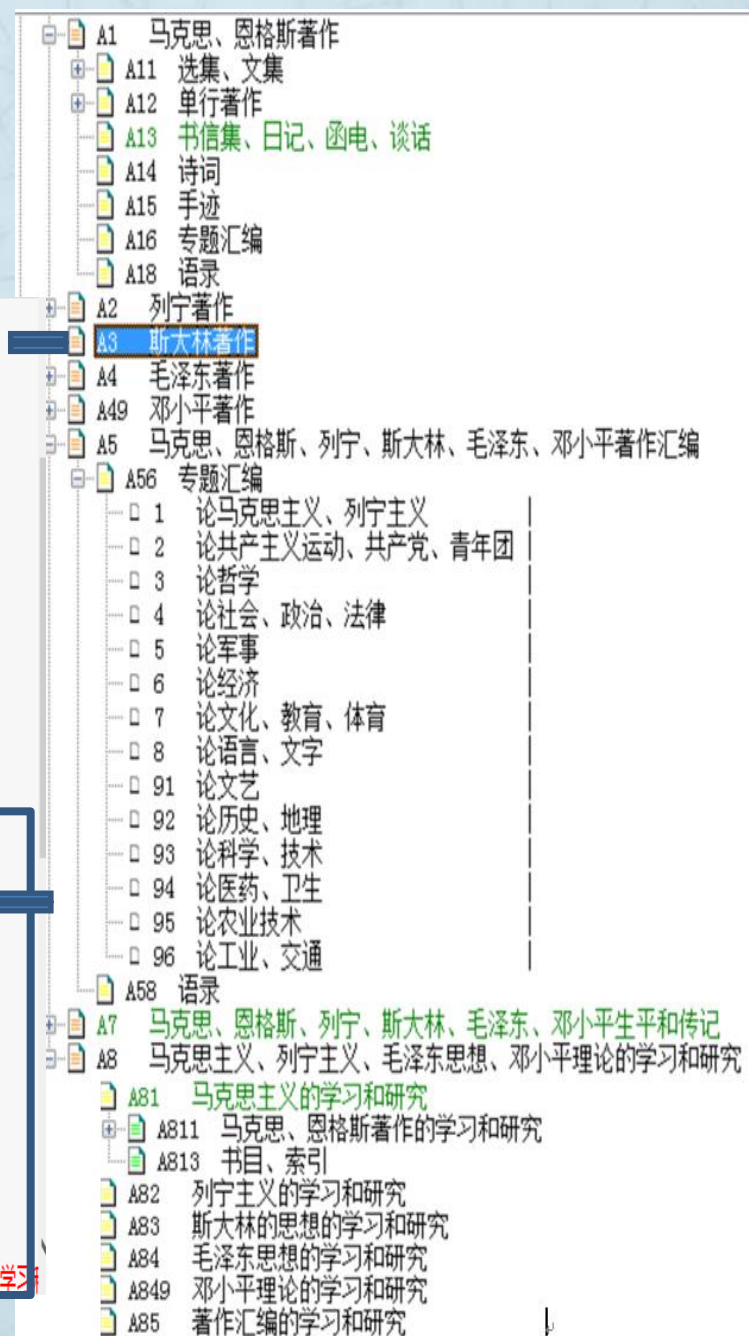 A1 马克思、恩格斯著作
A11 选集、文集
A12 单行著作
A13 书信集、日记、函电、谈话
A14 诗词
A15 手迹
A16 专题汇编
A18 语录
A2 列宁著作
A3 斯大林著作
A4 毛泽东著作
A49 邓小平著作
A5 马克思、恩格斯、列宁、斯大林、毛泽东、邓小平著作汇编
A56 专题汇编
1 论马克思主义、列宁主义
2 论共产主义运动、共产党、青年团
3 论哲学
4 论社会、政治、法律
5 论军事
6 论经济
7 论文化、教育、体育
8 论语言、文字
91 论文艺
92 论历史、地理
93 论科学、技术
94 论医药、卫生
95 论农业技术
96 论工业、交通
A58 语录
A7 马克思、恩格斯、列宁、斯大林、毛泽东、邓小平生平和传记
A8 马克思主义、列宁主义、毛泽东思想、邓小平理论的学习和研究
A81 马克思主义的学习和研究
A811 马克思、恩格斯著作的学习和研究
A813 书目、索引
A82 列宁主义的学习和研究
A83 斯大林的思想的学习和研究
A84 毛泽东思想的学习和研究
学习
A849 邓小平理论的学习和研究
A85 著作汇编的学习和研究